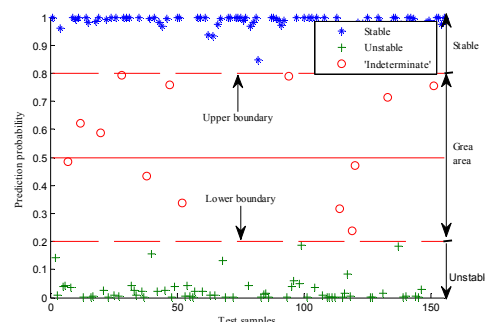 1
0.9
0.8
0.7
0.6
0.5
0.4
0.3
0.2
0.1
0
Prediction probability
0
50
100
150
Test samples
Stable
Unstable
'Indeterminate'
Upper boundary
Lower boundary
Stable
Grea
area
Unstabl